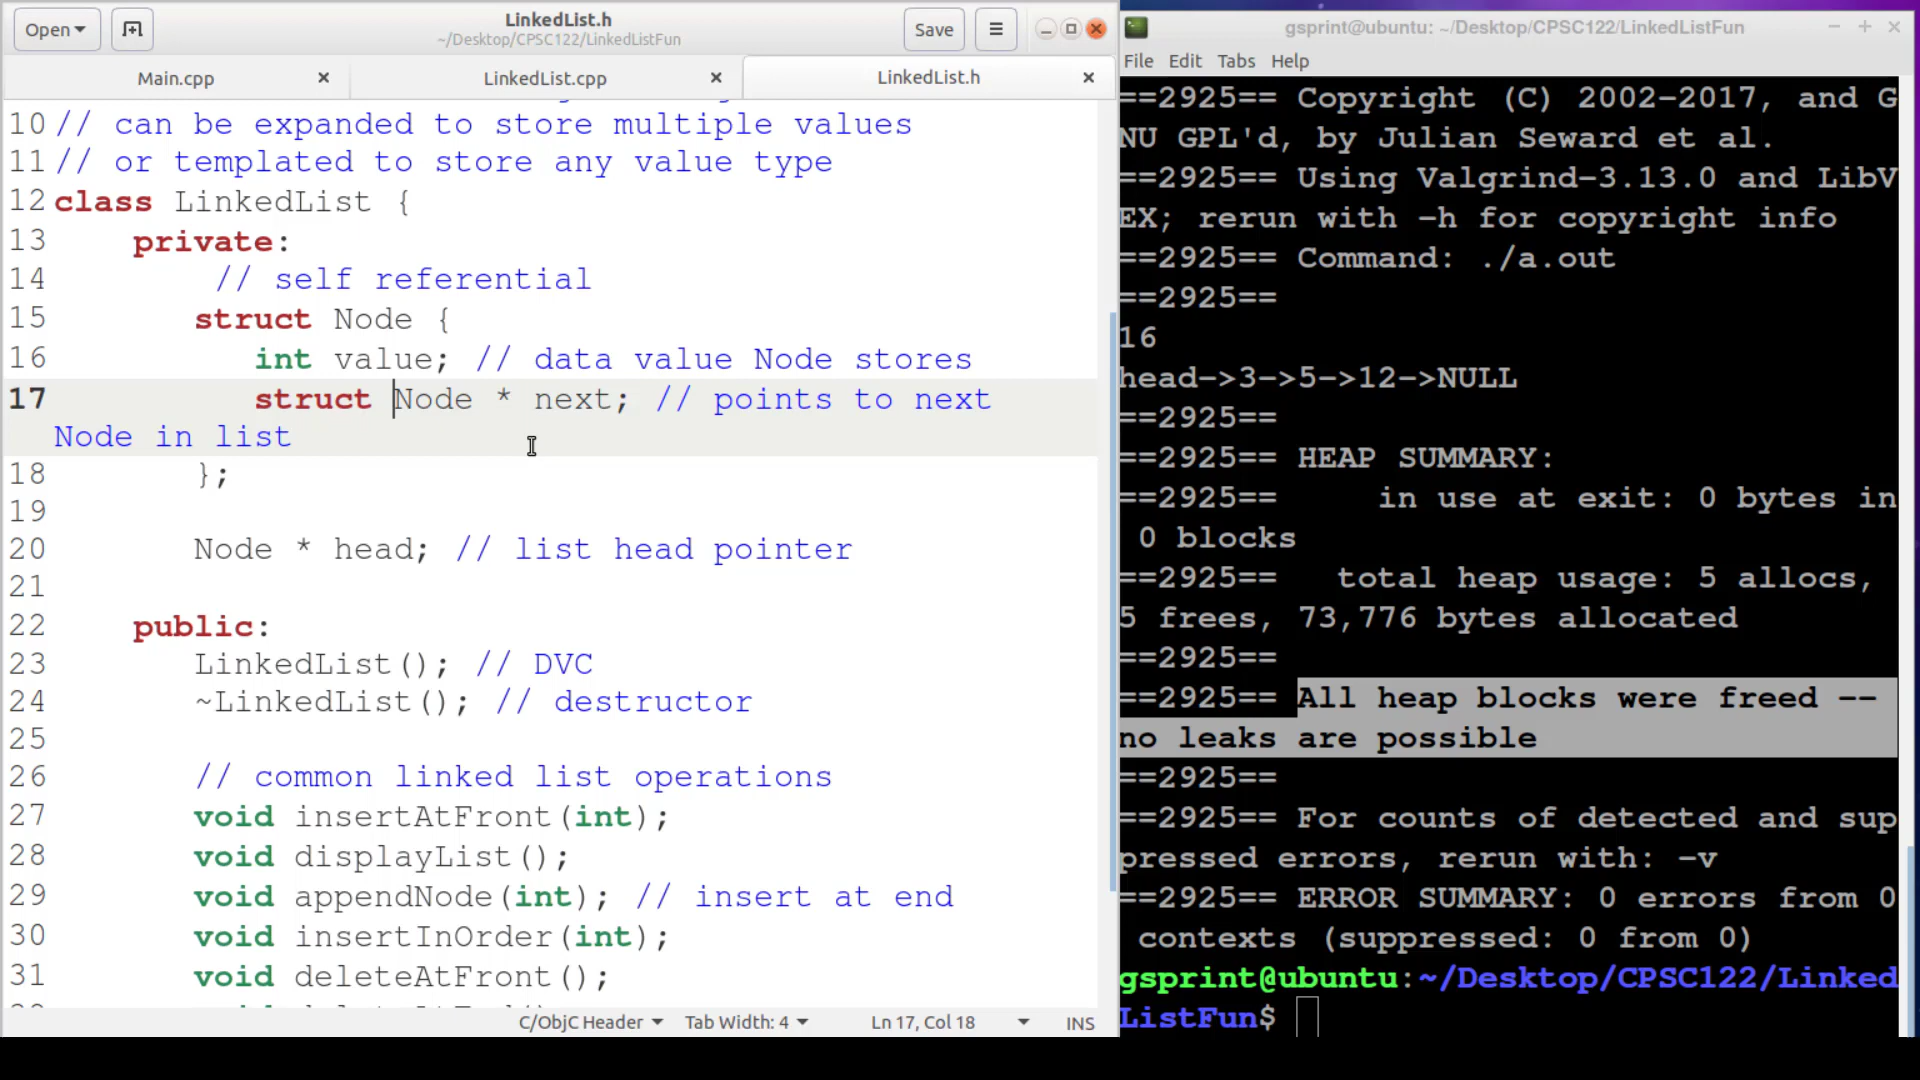 Open
LinkedList.h
~/Desktop/CPSC122/LinkedListFun
Save
Main.cpp
LinkedList.cpp
LinkedList.h
10 // can be expanded to store multiple values
11 // or templated to store any value type
12 class LinkedList {
13 private:
14 // self referential
15 struct Node {
16 int value; // data value Node stores
17 struct Node * next; // points to next
Node in list
18 };
19
20 Node * head; // list head pointer
21
22 public:
23 LinkedList(); // DVC
24 ~LinkedList(); // destructor
25
26 // common linked list operations
27 void insertAtFront(int);
28 void displayList();
29 void appendNode(int); // insert at end
30 void insertInOrder(int);
31 void deleteAtFront();
C/ObjC Header
Tab Width: 4
Ln 17, Col 18
INS
gsprint@ubuntu: ~/Desktop/CPSC122/LinkedListFun
File Edit Tabs Help
==2925== Copyright (C) 2002-2017, and G
NU GPL'd, by Julian Seward et al.
==2925== Using Valgrind-3.13.0 and LibV
EX; rerun with -h for copyright info
==2925== Command: ./a.out
==2925==
16
head->3->5->12->NULL
==2925==
==2925== HEAP SUMMARY:
==2925== in use at exit: 0 bytes in
0 blocks
==2925== total heap usage: 5 allocs,
5 frees, 73,776 bytes allocated
==2925==
==2925== All heap blocks were freed --
no leaks are possible
==2925==
==2925== For counts of detected and sup
pressed errors, rerun with: -v
==2925== ERROR SUMMARY: 0 errors from 0
contexts (suppressed: 0 from 0)
gsprint@ubuntu:~/Desktop/CPSC122/Linked
ListFun$